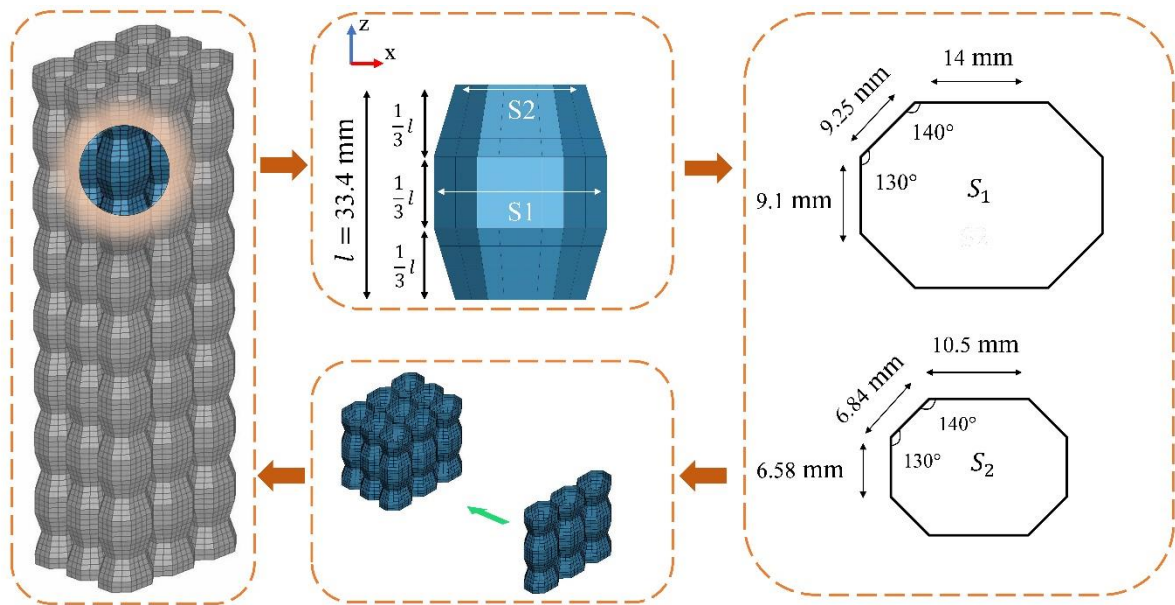 z
x
S2
S1
l = 33.4 mm
1/3 l
1/3 l
1/3 l
14 mm
9.25 mm
140°
130°
9.1 mm
S₁
10.5 mm
6.84 mm
140°
130°
6.58 mm
S₂